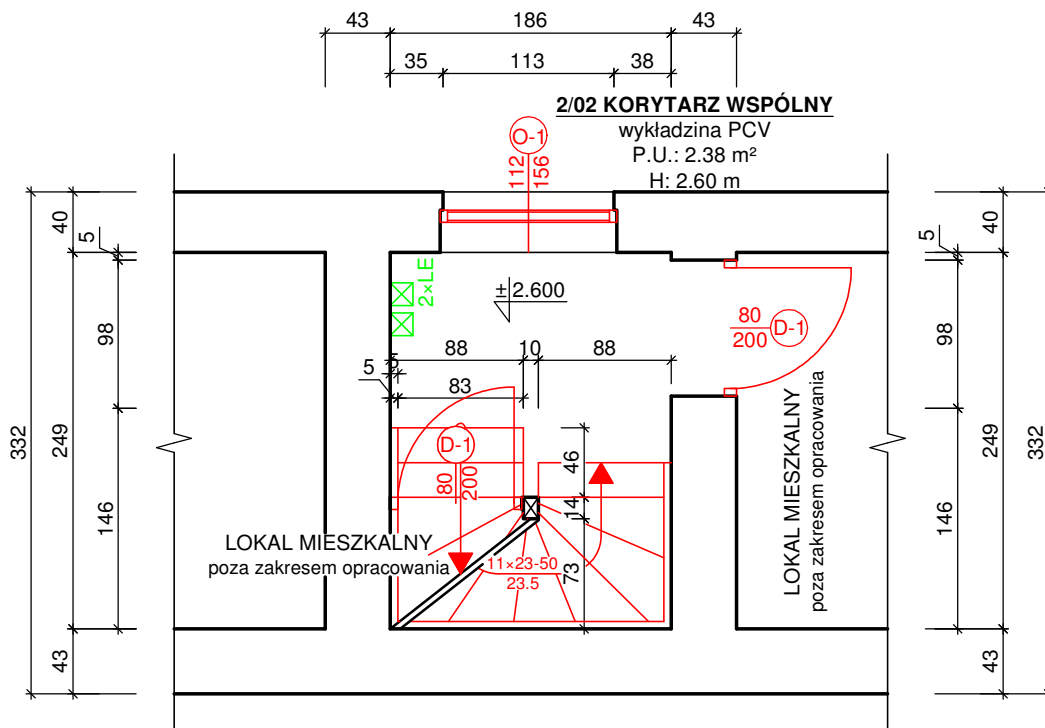 43 186 43
35 113 38
2/02 KORYTARZ WSPÓLNY
wykładzina PCV
P.U.: 2.38 m²
H: 2.60 m
O-1
112
156
40
5
98
249
332
146
43
2×LE
±2.600
88 10 88
5
5
83
D-1
80
200
46
14
73
11×23-50
23.5
LOKAL MIESZKALNY
poza zakresem opracowania
80
200
D-1
LOKAL MIESZKALNY
poza zakresem opracowania
40
5
98
249
332
146
43